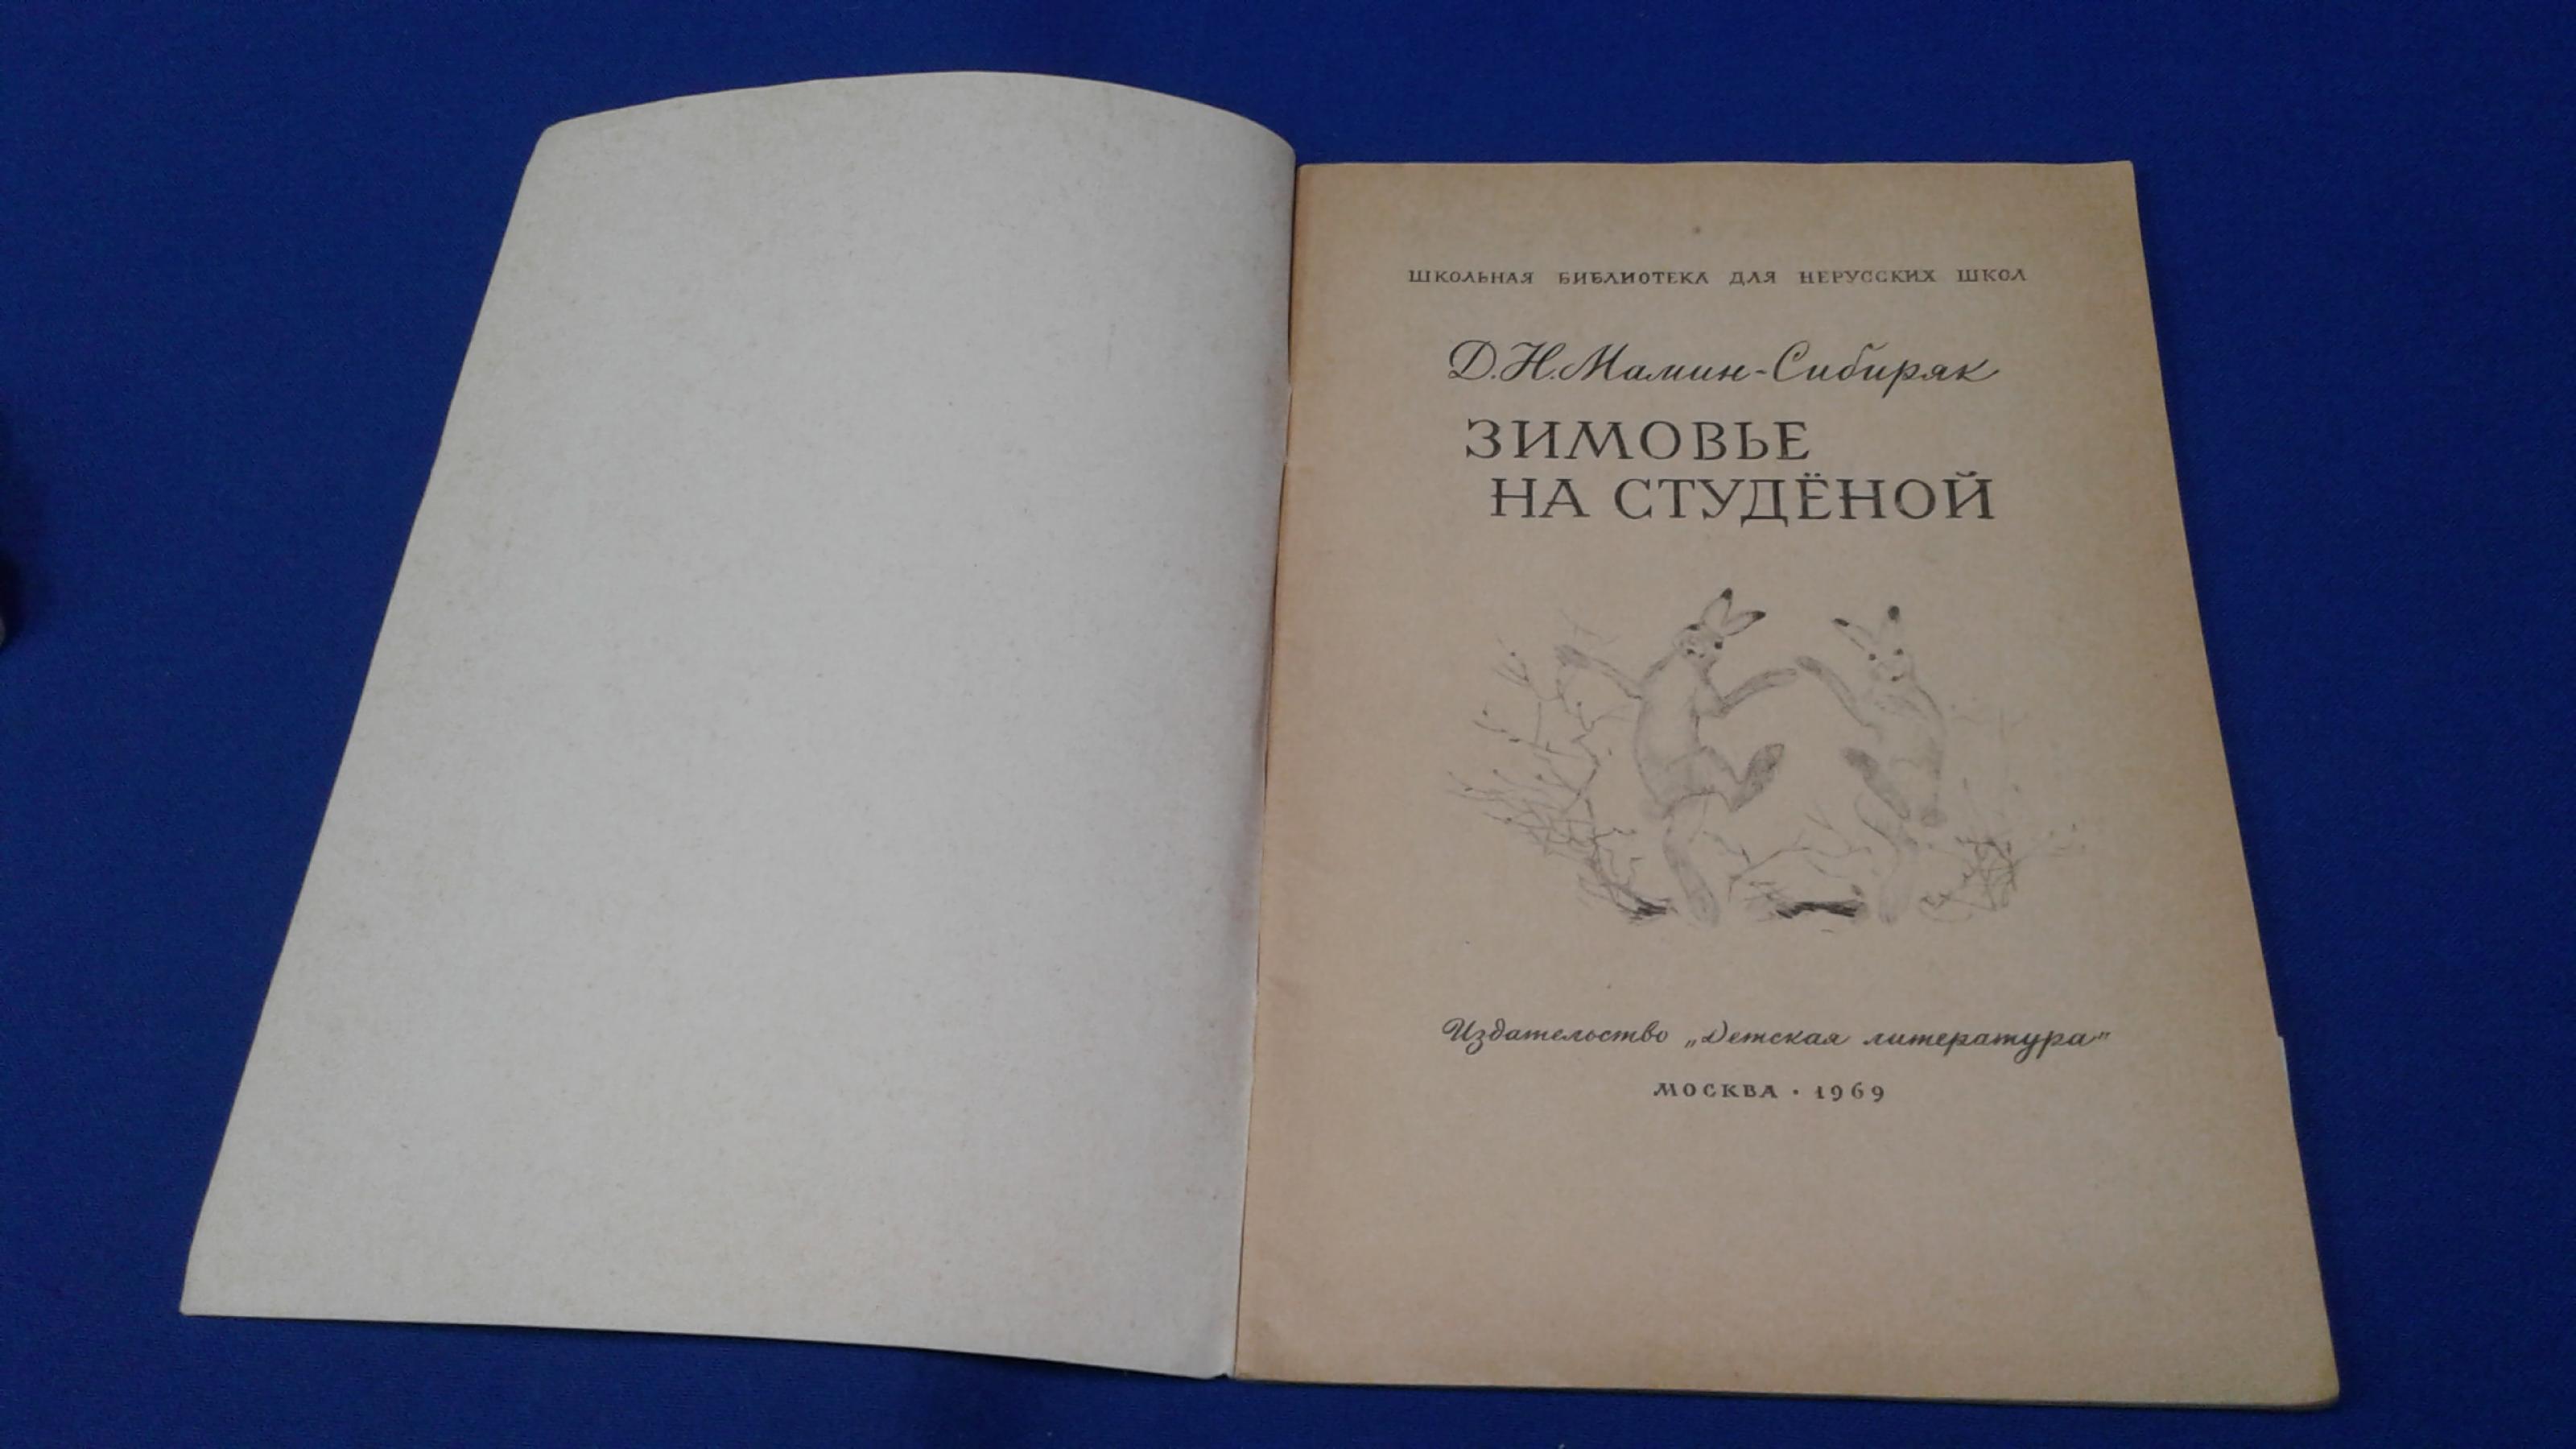 ШКОЛЬНАЯ БИБЛИОТЕКА ДЛЯ НЕРУССКИХ ШКОЛ
Д.Н.Мамин-Сибиряк
ЗИМОВЬЕ
НА СТУДЁНОЙ
Издательство „Детская литература"
МОСКВА · 1969